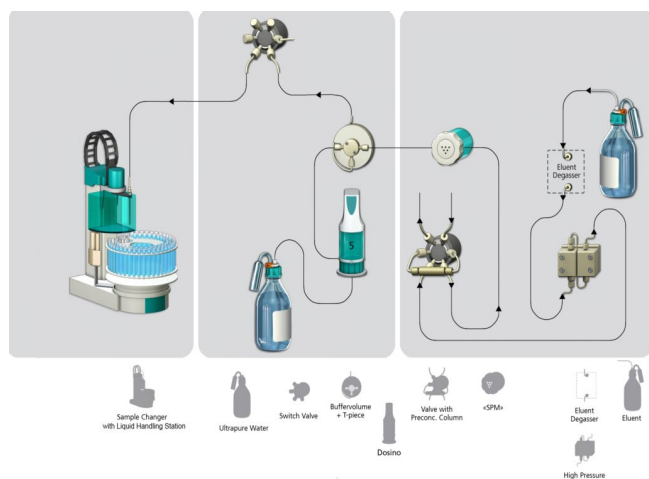 Eluent
Degasser
5
Sample Changer
with Liquid Handling Station
Ultrapure Water
Switch Valve
Buffervolume
+ T-piece
Dosino
Valve with
Preconc. Column
«SPM»
Eluent
Degasser
Eluent
High Pressure